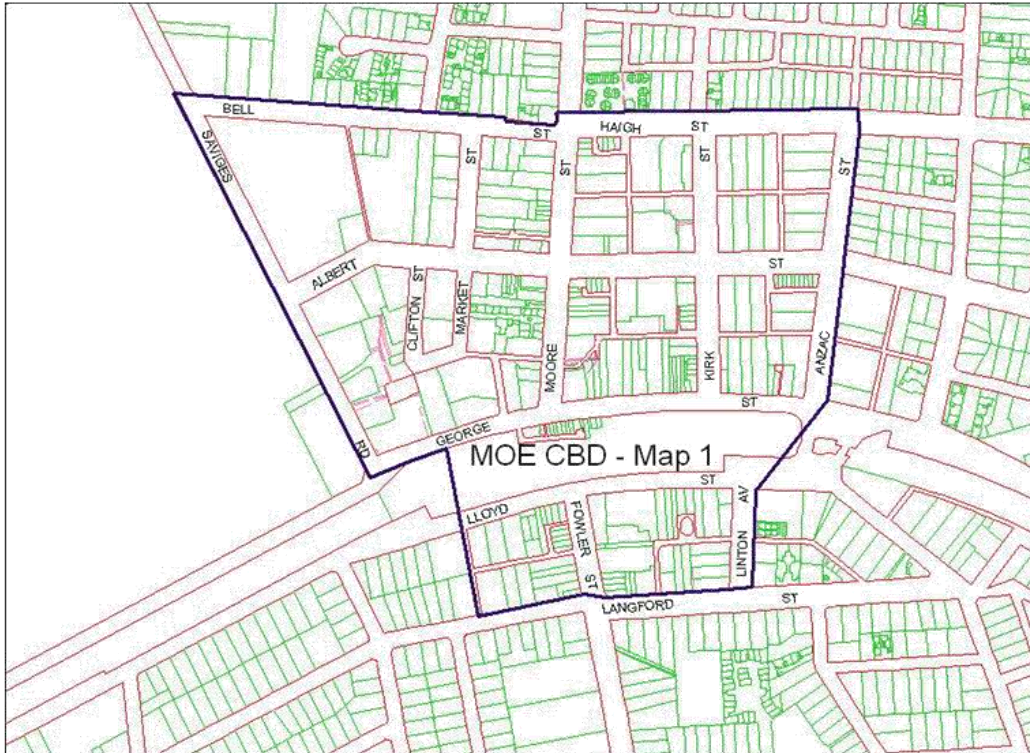 BELL ST
HAIGH ST
SAVIGES RD
ST
ST
ST
ST
ALBERT ST
CLIFTON ST
MARKET
MOORE
KIRK
ANZAC
GEORGE ST
MOE CBD - Map 1
LLOYD ST
FOWLER ST
LINTON AV
LANGFORD ST